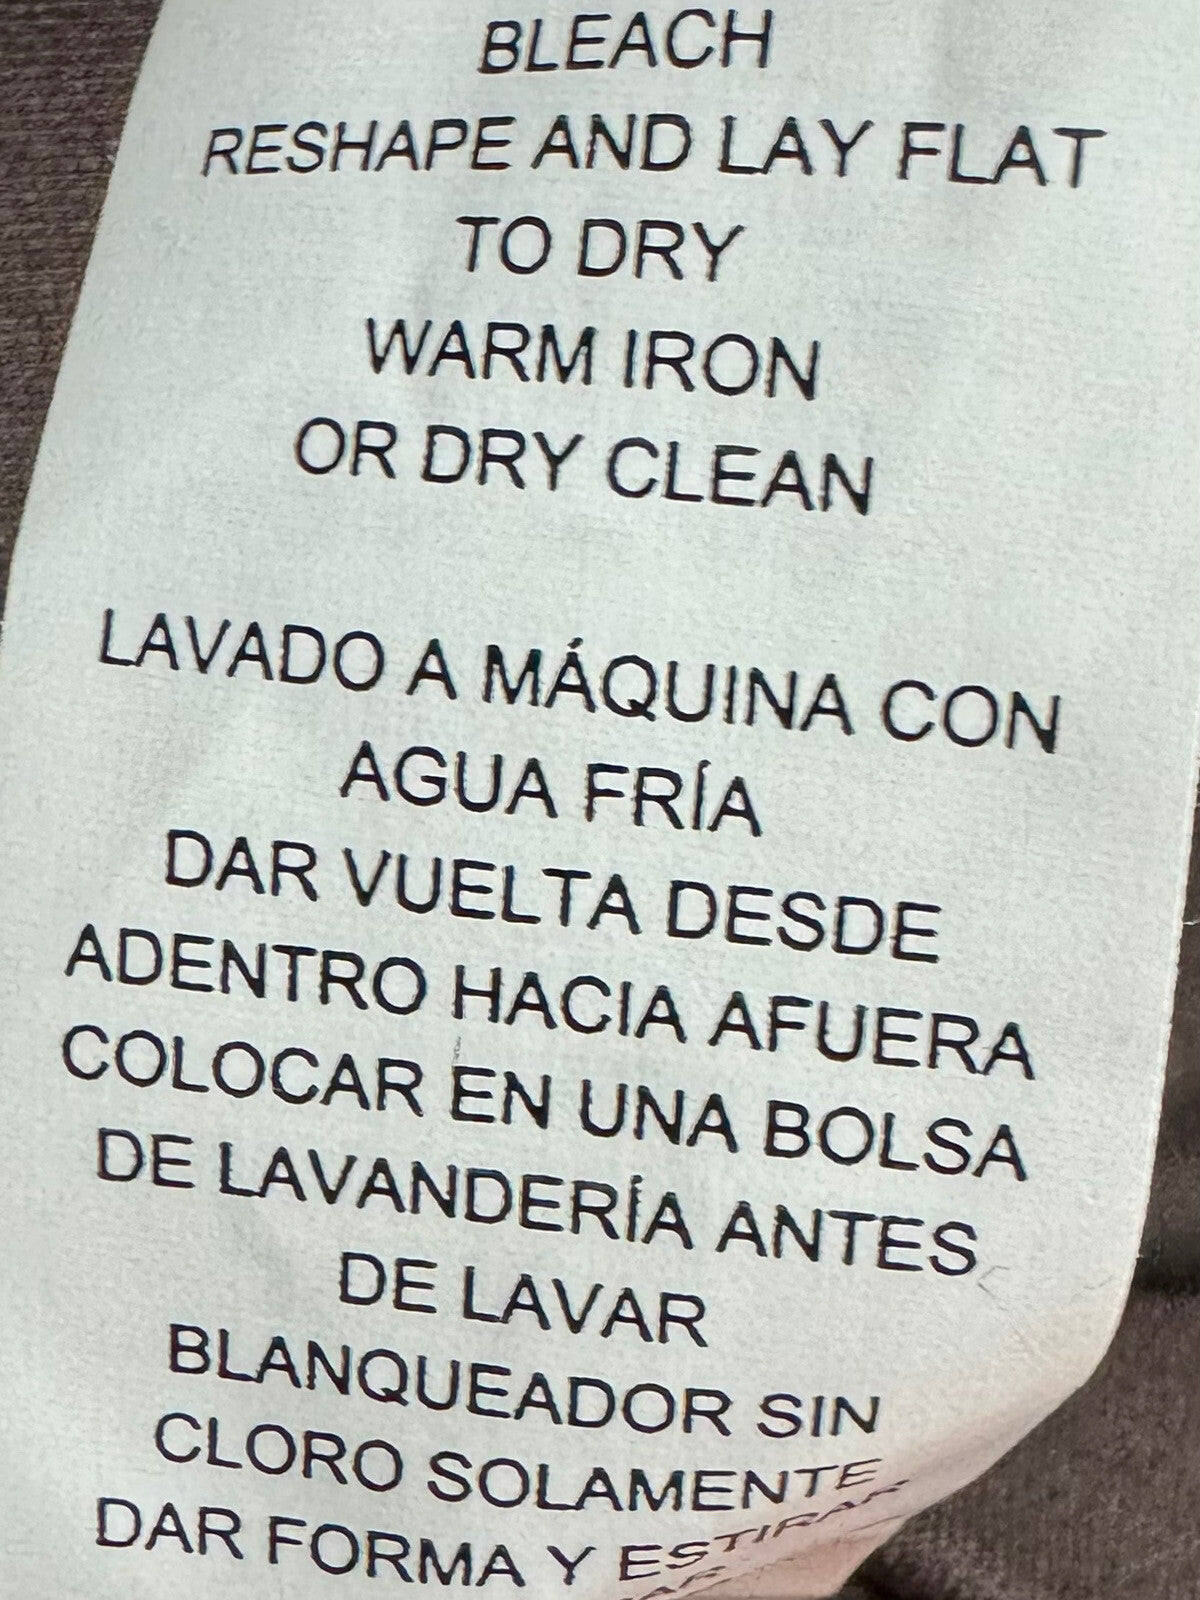 BLEACH
RESHAPE AND LAY FLAT
TO DRY
WARM IRON
OR DRY CLEAN
LAVADO A MÁQUINA CON
AGUA FRÍA
DAR VUELTA DESDE
ADENTRO HACIA AFUERA
COLOCAR EN UNA BOLSA
DE LAVANDERÍA ANTES
DE LAVAR
BLANQUEADOR SIN
CLORO SOLAMENTE
DAR FORMA Y ESTIRAR